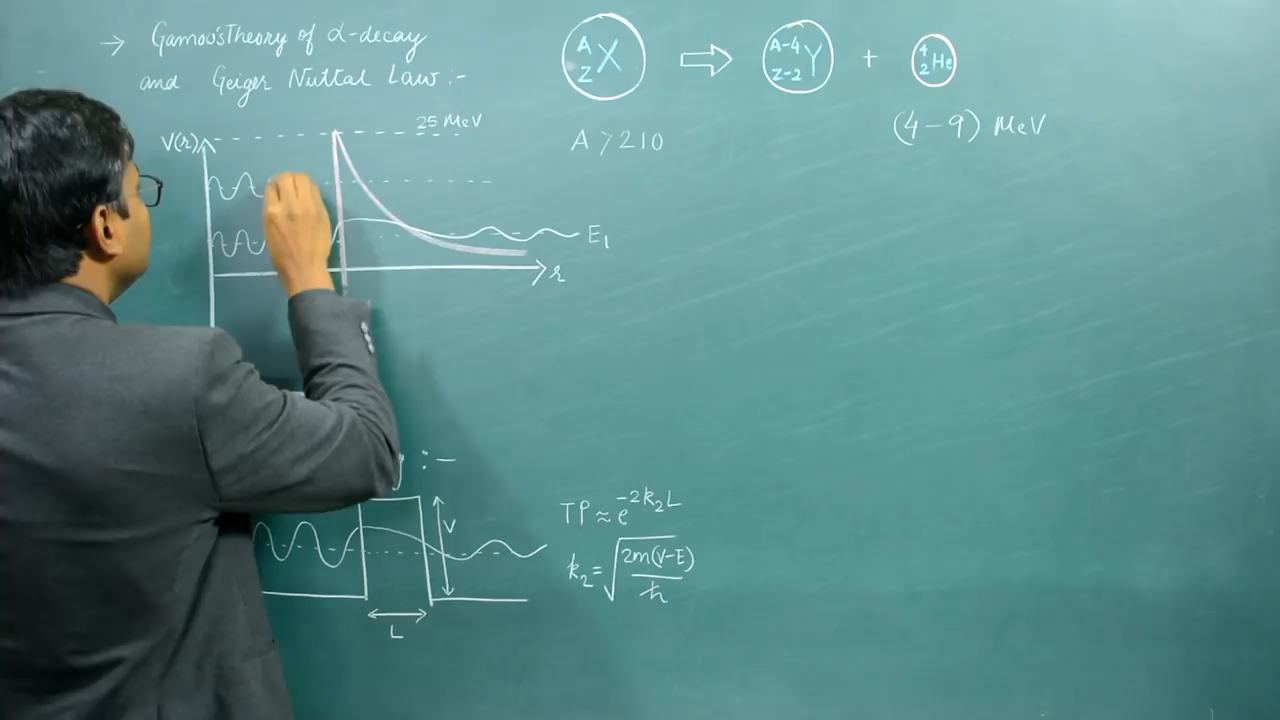 → Gamow'sTheory of α-decay
and Geiger Nuttal Law :-
A Z X ⇒ A-4 Z-2 Y + 4 2 He
A > 210
(4-9) MeV
V(r)
25 MeV
E₁
r
:-
V
L
TP ≈ e^-2k₂L
k₂ = √2m(V-E)/ħ